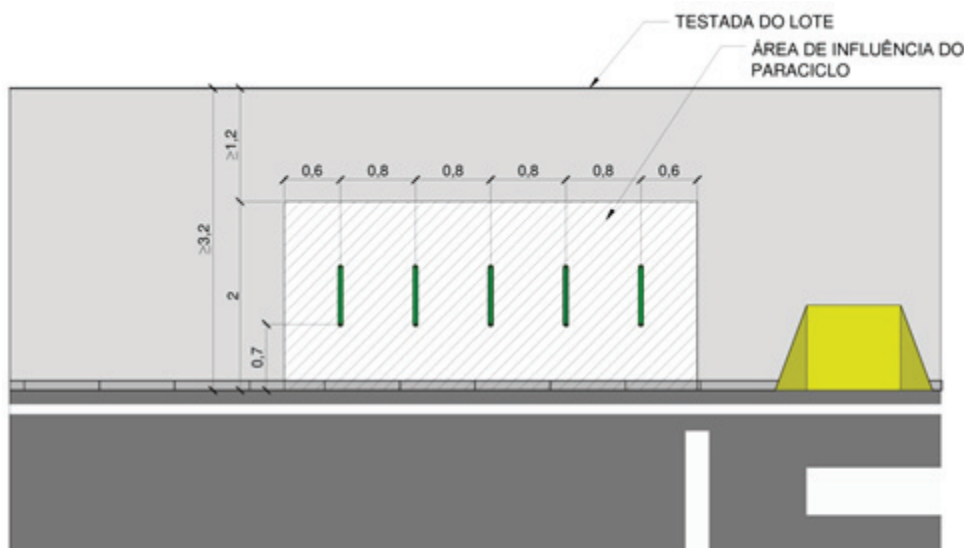 TESTADA DO LOTE
ÁREA DE INFLUÊNCIA DO
PARACICLO
≥1,2
0,6 0,8 0,8 0,8 0,8 0,6
≥3,2
2
0,7